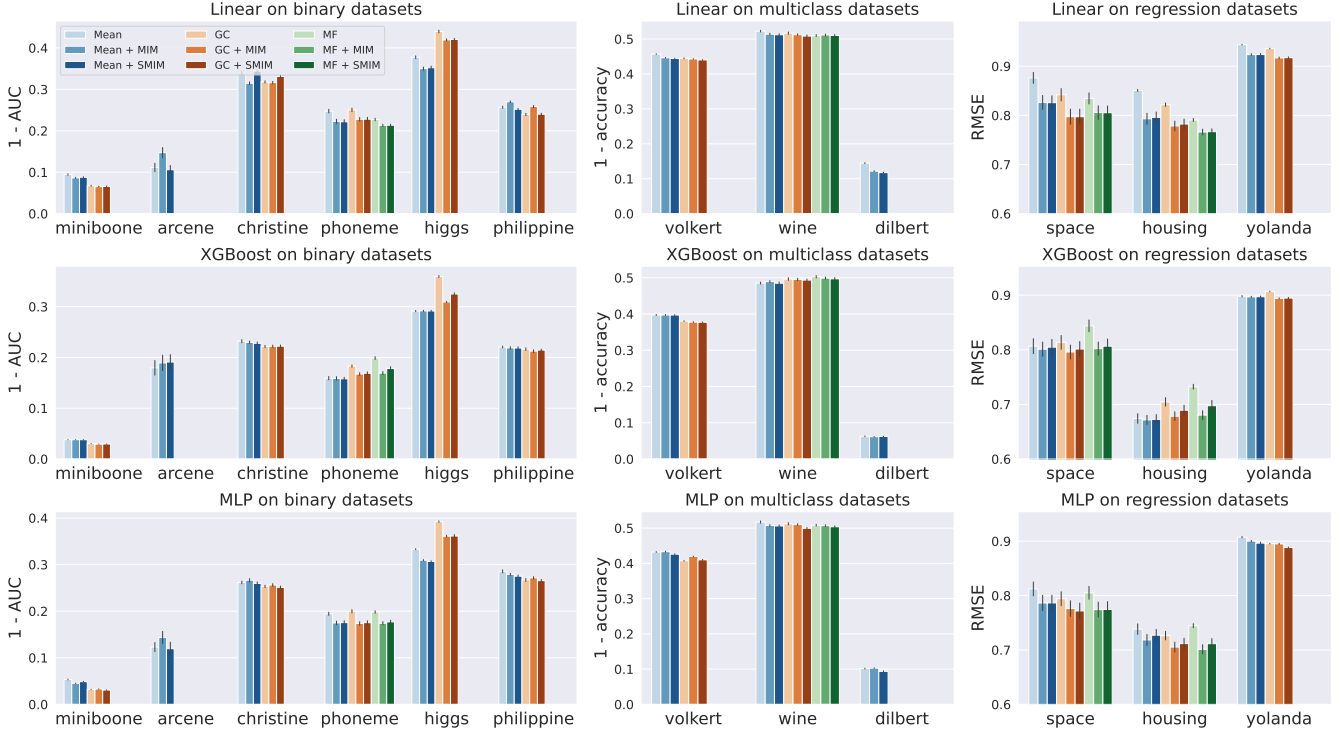 Linear on binary datasets
1 - AUC
0.4
0.3
0.2
0.1
0.0
Mean
Mean + MIM
Mean + SMIM
GC
GC + MIM
GC + SMIM
MF
MF + MIM
MF + SMIM
miniboone arcene christine phoneme higgs philippine
Linear on multiclass datasets
1 - accuracy
0.5
0.4
0.3
0.2
0.1
0.0
volkert wine dilbert
Linear on regression datasets
RMSE
0.9
0.8
0.7
0.6
space housing yolanda
XGBoost on binary datasets
1 - AUC
0.3
0.2
0.1
0.0
miniboone arcene christine phoneme higgs philippine
XGBoost on multiclass datasets
1 - accuracy
0.5
0.4
0.3
0.2
0.1
0.0
volkert wine dilbert
XGBoost on regression datasets
RMSE
0.9
0.8
0.7
0.6
space housing yolanda
MLP on binary datasets
1 - AUC
0.4
0.3
0.2
0.1
0.0
miniboone arcene christine phoneme higgs philippine
MLP on multiclass datasets
1 - accuracy
0.5
0.4
0.3
0.2
0.1
0.0
volkert wine dilbert
MLP on regression datasets
RMSE
0.9
0.8
0.7
0.6
space housing yolanda